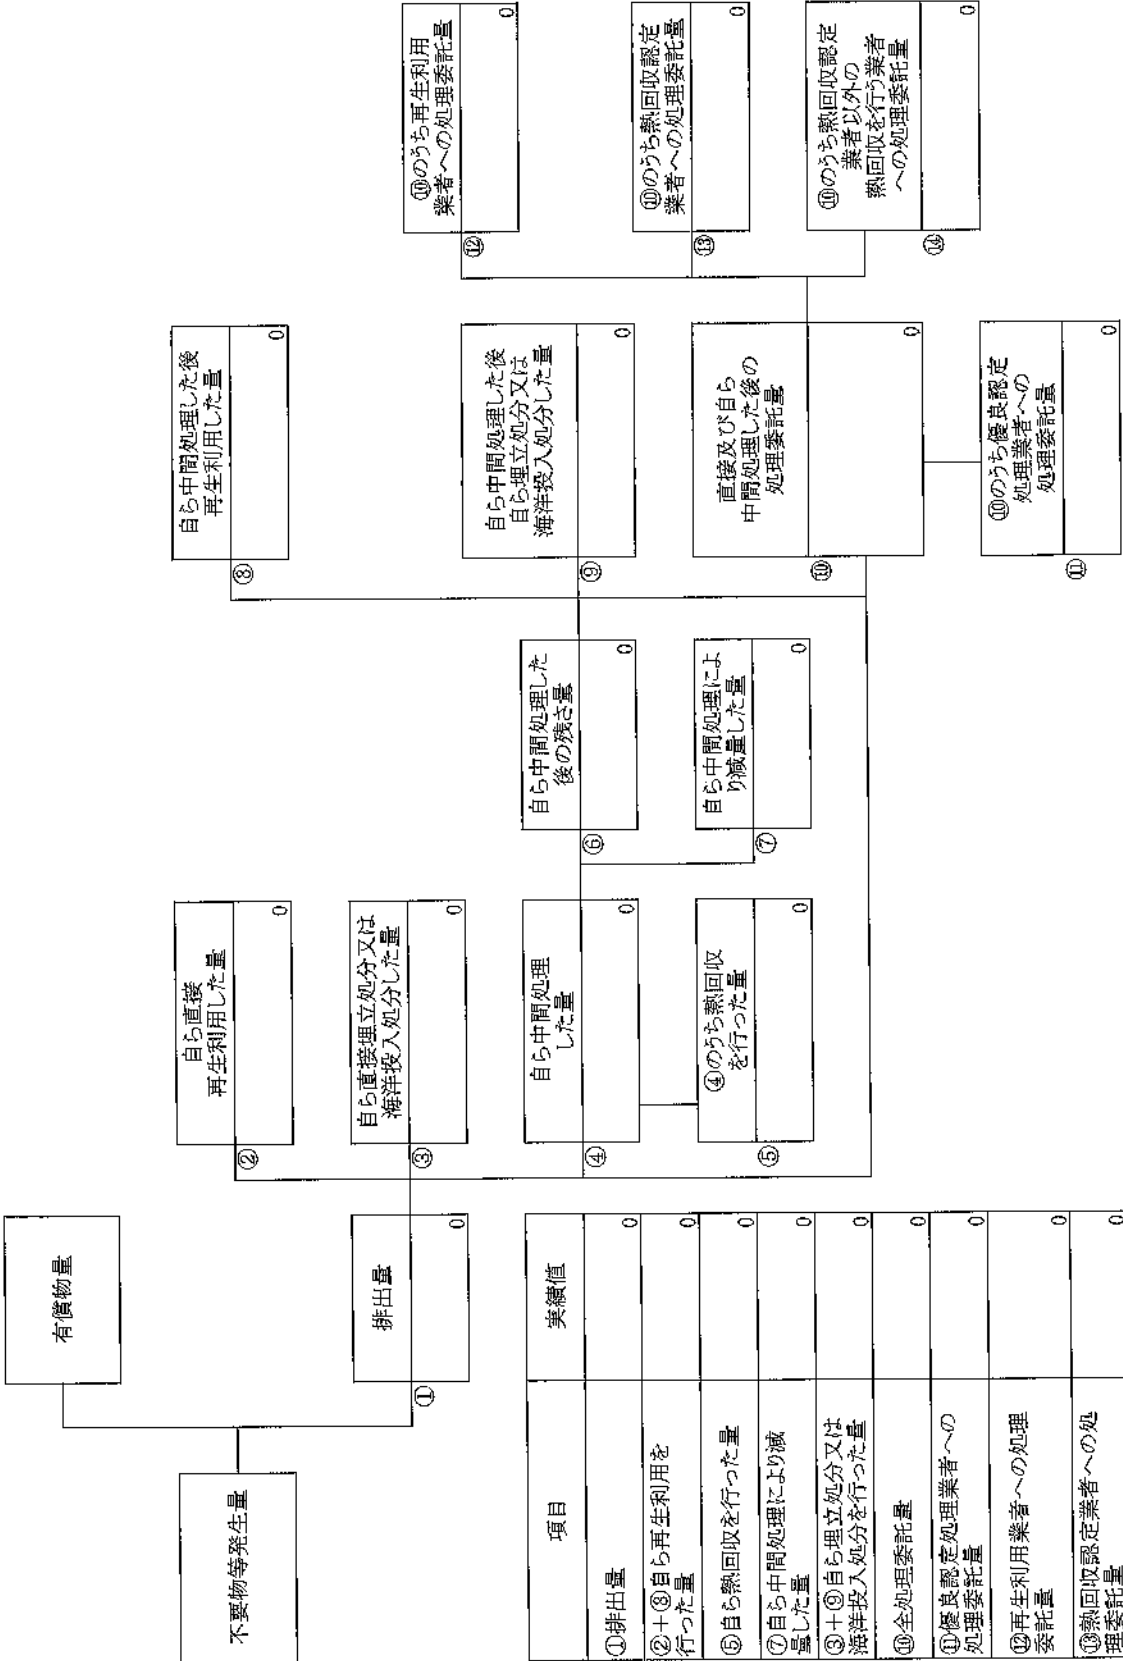 不要物等発生量
有償物量
①
排出量
0
②
自ら直接
再生利用した量
0
③
自ら直接埋立処分又は
海洋投入処分した量
0
④
自ら中間処理
した量
0
⑤
④のうち熱回収
を行った量
0
⑥
自ら中間処理した
後の残さ量
0
⑦
自ら中間処理によ
り減量した量
0
⑧
自ら中間処理した後
再生利用した量
0
⑨
自ら中間処理した後
自ら埋立処分又は
海洋投入処分した量
0
⑩
直接及び自ら
中間処理した後の
処理委託量
0
⑪
⑩のうち優良認定
処理業者への
処理委託量
0
⑫
⑩のうち再生利用
業者への処理委託量
0
⑬
⑩のうち熱回収認定
業者への処理委託量
0
⑭
⑩のうち熱回収認定
業者以外の
熱回収を行う業者
への処理委託量
0
項目 実績値
①排出量 0
②+⑧自ら再生利用を
行った量 0
⑤自ら熱回収を行った量 0
⑦自ら中間処理により減
量した量 0
③+⑨自ら埋立処分又は
海洋投入処分を行った量 0
⑩全処理委託量 0
⑪優良認定処理業者への
処理委託量 0
⑫再生利用業者への処理
委託量 0
⑬熱回収認定業者への処
理委託量 0